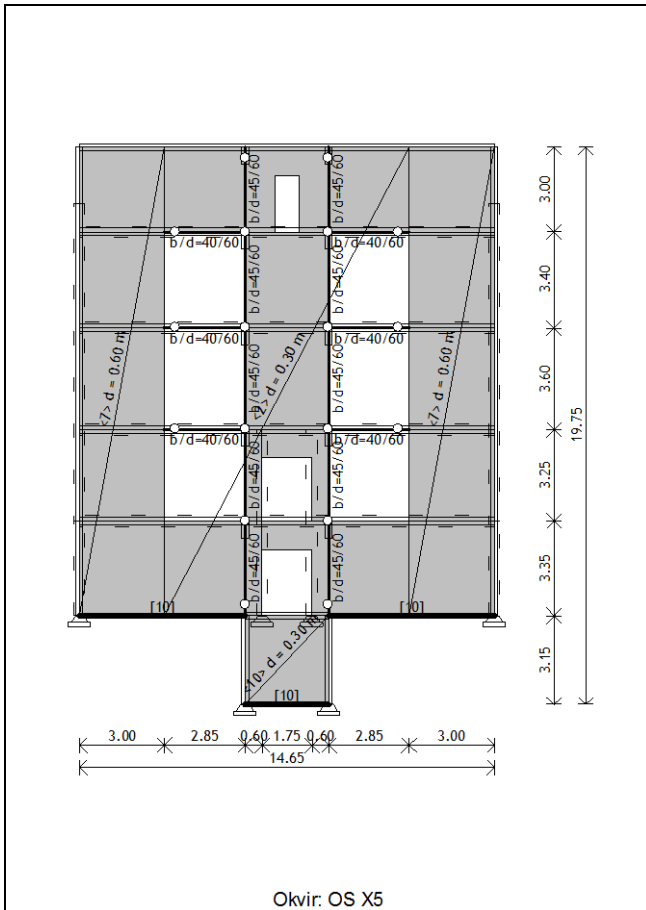 b/d=45/60
b/d=45/60
3.00
b/d=40/60
b/d=40/60
b/d=45/60
b/d=45/60
3.40
b/d=40/60
b/d=40/60
<7> d = 0.60 m
<2> d = 0.30 m
<7> d = 0.60 m
b/d=45/60
b/d=45/60
3.60
19.75
b/d=40/60
b/d=40/60
b/d=45/60
b/d=45/60
3.25
b/d=45/60
b/d=45/60
3.35
[10]
[10]
<10> d = 0.30 m
3.15
[10]
3.00 2.85 0.60 1.75 0.60 2.85 3.00
14.65
Okvir: OS X5